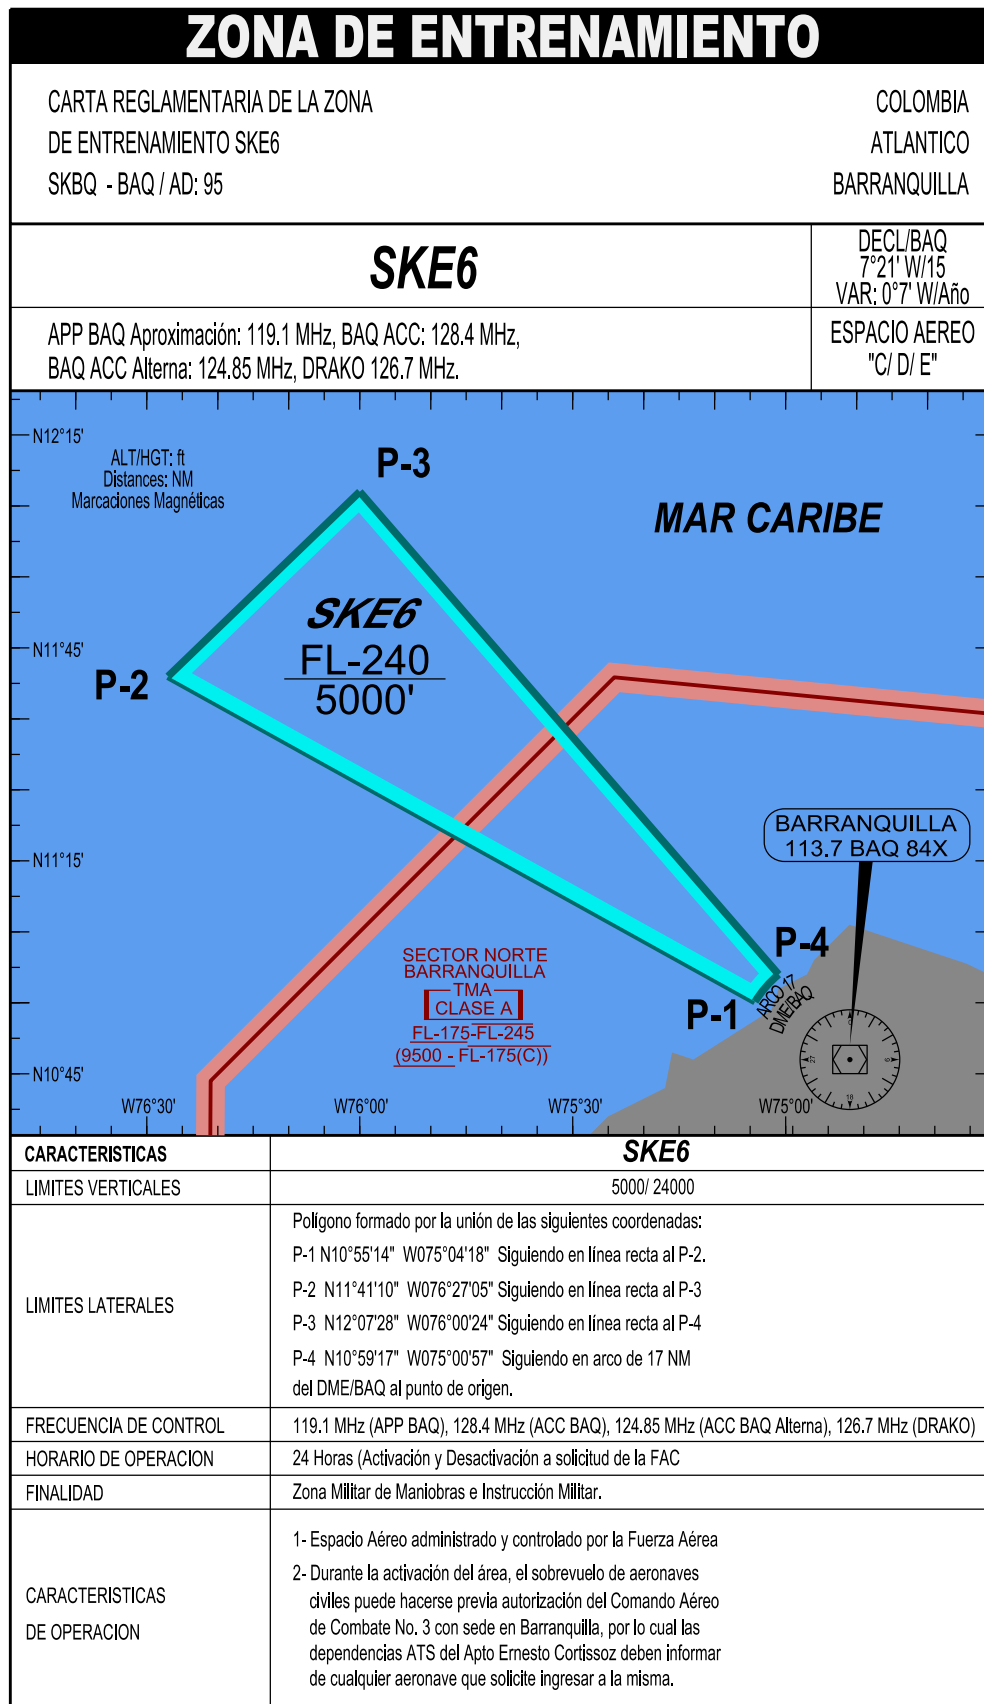 ZONA DE ENTRENAMIENTO
CARTA REGLAMENTARIA DE LA ZONA
DE ENTRENAMIENTO SKE6
SKBQ - BAQ / AD: 95
COLOMBIA
ATLANTICO
BARRANQUILLA
SKE6
DECL/BAQ
7°21' W/15
VAR: 0°7' W/Año
APP BAQ Aproximación: 119.1 MHz, BAQ ACC: 128.4 MHz,
BAQ ACC Alterna: 124.85 MHz, DRAKO 126.7 MHz.
ESPACIO AEREO
"C/ D/ E"
N12°15'
ALT/HGT: ft
Distances: NM
Marcaciones Magnéticas
P-3
MAR CARIBE
SKE6
FL-240
5000'
N11°45'
P-2
BARRANQUILLA
113.7 BAQ 84X
N11°15'
P-4
SECTOR NORTE
BARRANQUILLA
TMA
CLASE A
FL-175-FL-245
(9500 - FL-175(C))
P-1
ARCO 17
DME/BAQ
0
9
18
27
N10°45'
W76°30'
W76°00'
W75°30'
W75°00'
CARACTERISTICAS
SKE6
LIMITES VERTICALES
5000/ 24000
LIMITES LATERALES
Polígono formado por la unión de las siguientes coordenadas:
P-1 N10°55'14" W075°04'18" Siguiendo en línea recta al P-2.
P-2 N11°41'10" W076°27'05" Siguiendo en línea recta al P-3
P-3 N12°07'28" W076°00'24" Siguiendo en línea recta al P-4
P-4 N10°59'17" W075°00'57" Siguiendo en arco de 17 NM
del DME/BAQ al punto de origen.
FRECUENCIA DE CONTROL
119.1 MHz (APP BAQ), 128.4 MHz (ACC BAQ), 124.85 MHz (ACC BAQ Alterna), 126.7 MHz (DRAKO)
HORARIO DE OPERACION
24 Horas (Activación y Desactivación a solicitud de la FAC
FINALIDAD
Zona Militar de Maniobras e Instrucción Militar.
CARACTERISTICAS
DE OPERACION
1- Espacio Aéreo administrado y controlado por la Fuerza Aérea
2- Durante la activación del área, el sobrevuelo de aeronaves
civiles puede hacerse previa autorización del Comando Aéreo
de Combate No. 3 con sede en Barranquilla, por lo cual las
dependencias ATS del Apto Ernesto Cortissoz deben informar
de cualquier aeronave que solicite ingresar a la misma.